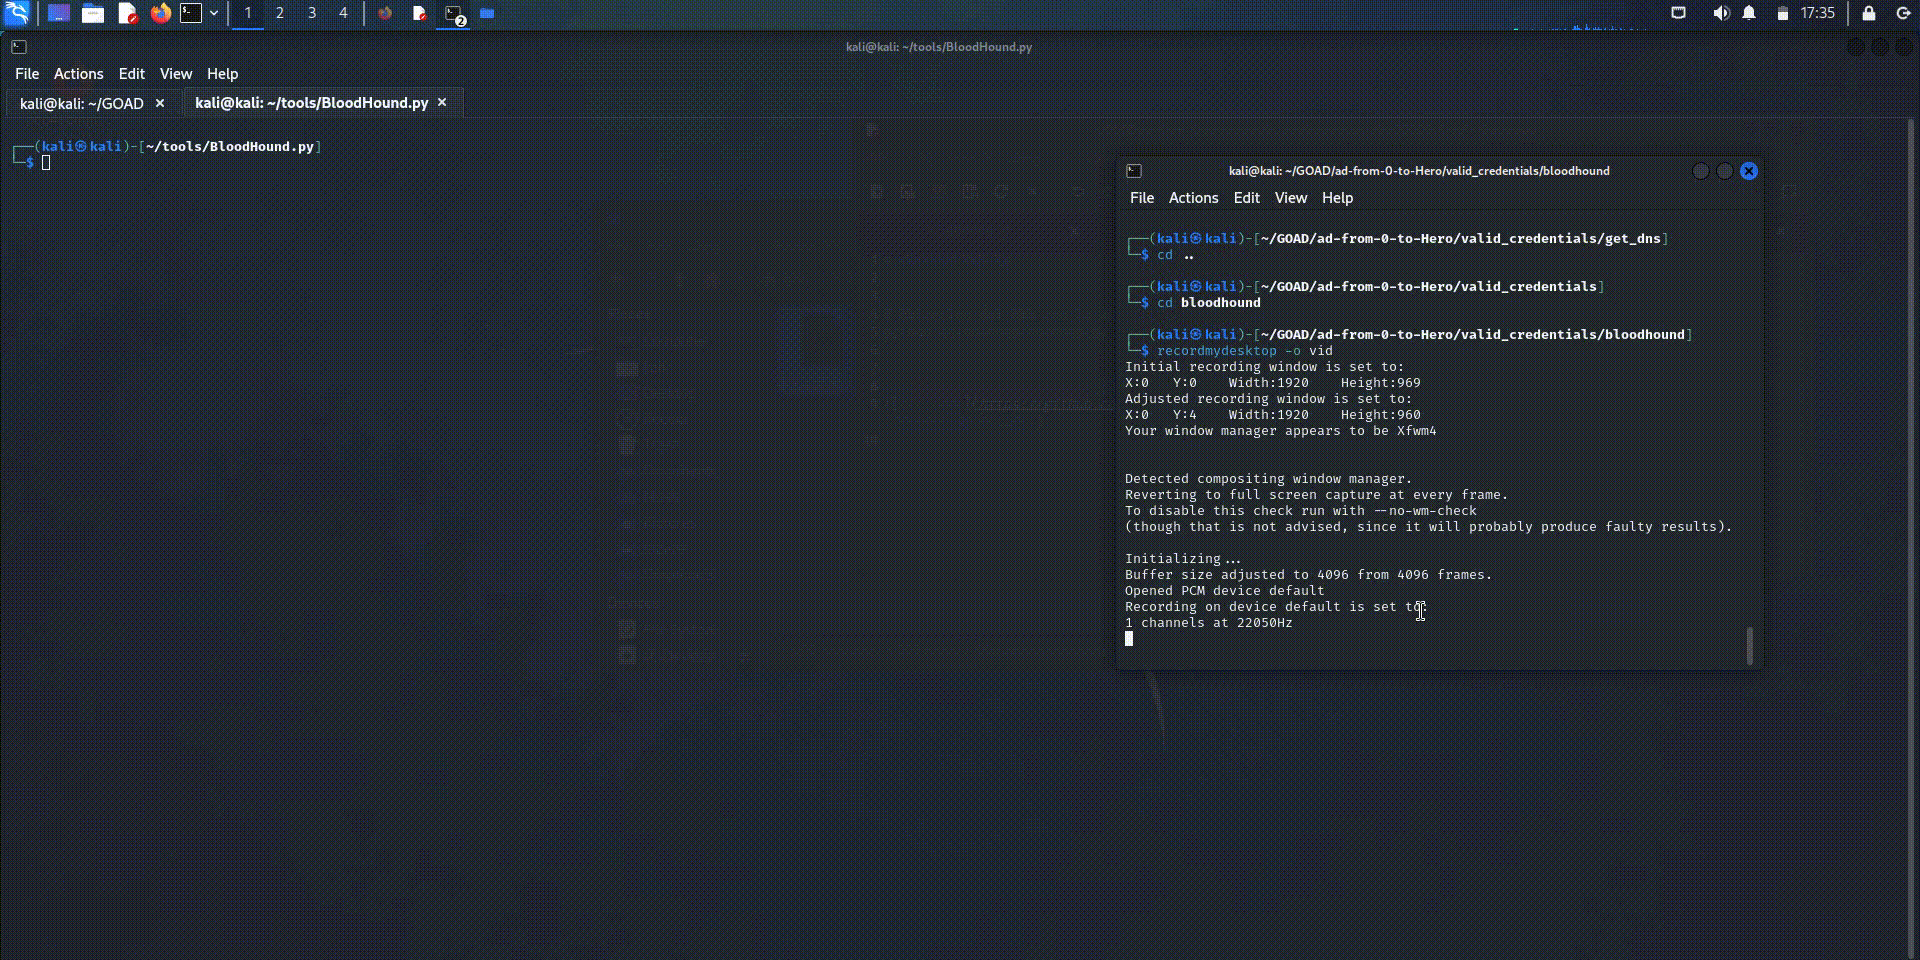 1 2 3 4 2 17:35
kali@kali: ~/tools/BloodHound.py
File Actions Edit View Help
kali@kali: ~/GOAD × kali@kali: ~/tools/BloodHound.py ×
┌──(kali㉿kali)-[~/tools/BloodHound.py]
└─$
kali@kali: ~/GOAD/ad-from-0-to-Hero/valid_credentials/bloodhound
File Actions Edit View Help
┌──(kali㉿kali)-[~/GOAD/ad-from-0-to-Hero/valid_credentials/get_dns]
└─$ cd ..
┌──(kali㉿kali)-[~/GOAD/ad-from-0-to-Hero/valid_credentials]
└─$ cd bloodhound
┌──(kali㉿kali)-[~/GOAD/ad-from-0-to-Hero/valid_credentials/bloodhound]
└─$ recordmydesktop -o vid
Initial recording window is set to:
X:0 Y:0 Width:1920 Height:969
Adjusted recording window is set to:
X:0 Y:4 Width:1920 Height:960
Your window manager appears to be Xfwm4
Detected compositing window manager.
Reverting to full screen capture at every frame.
To disable this check run with --no-wm-check
(though that is not advised, since it will probably produce faulty results).
Initializing...
Buffer size adjusted to 4096 from 4096 frames.
Opened PCM device default
Recording on device default is set to:
1 channels at 22050Hz